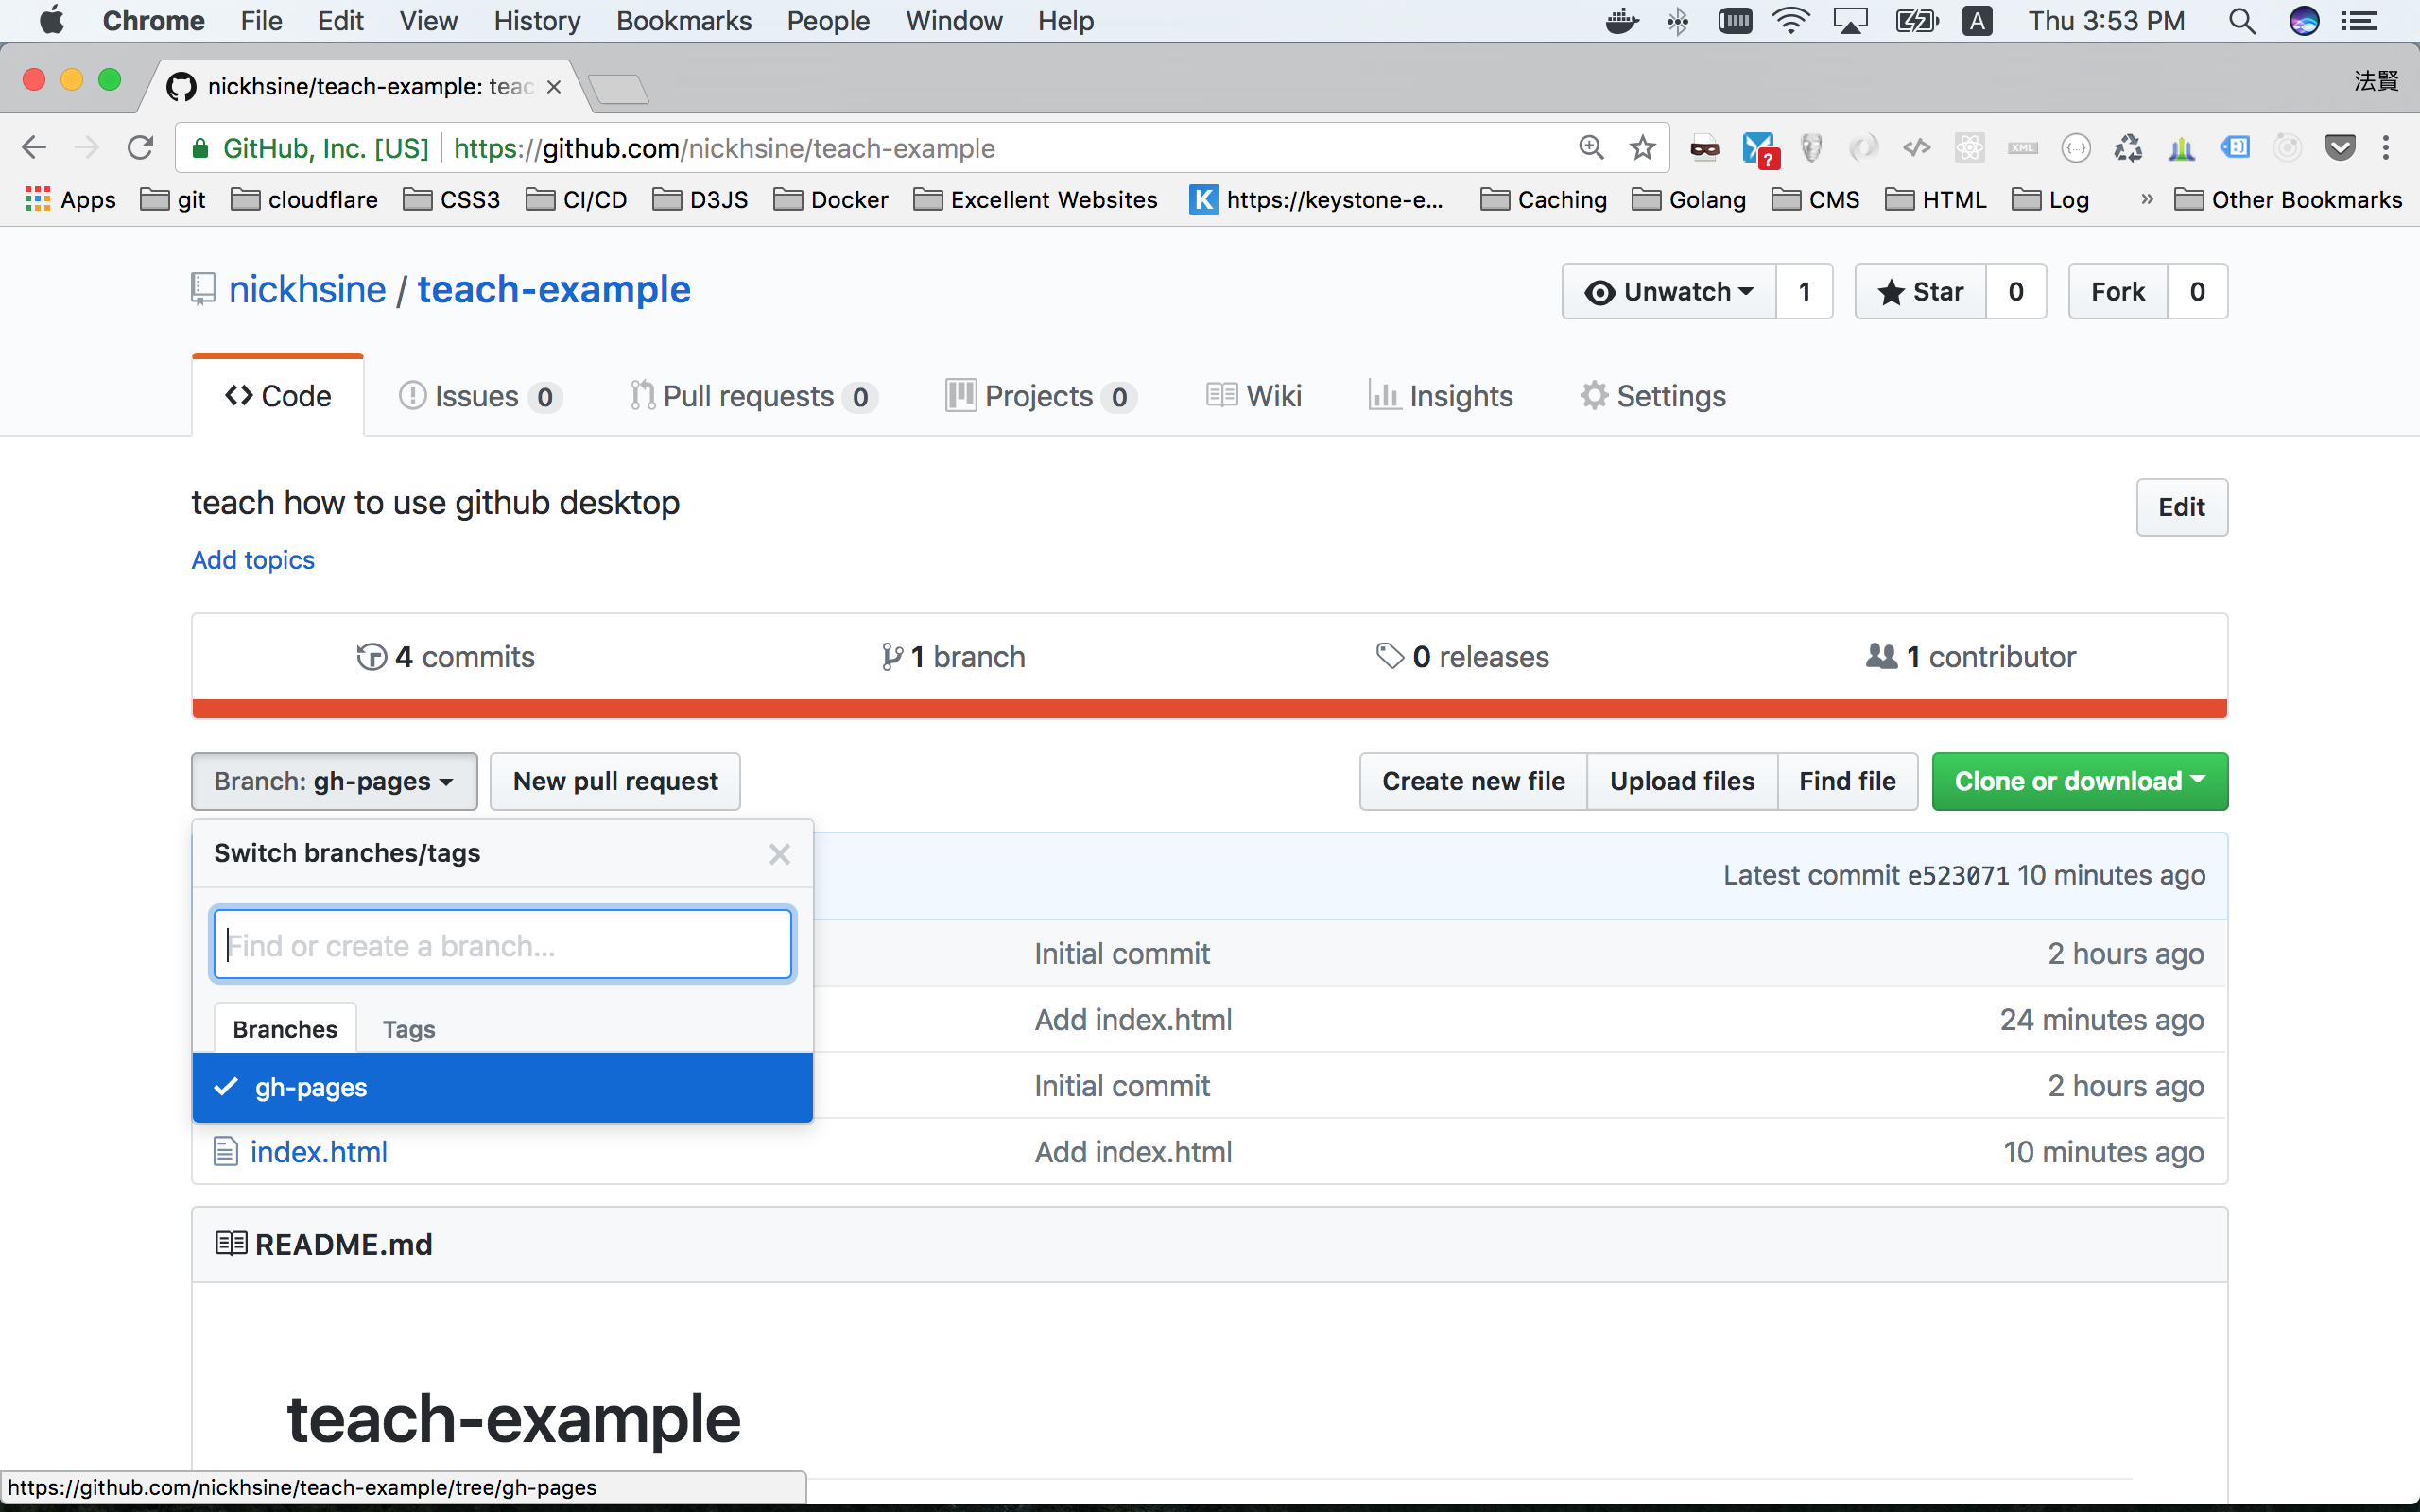 Chrome File Edit View History Bookmarks People Window Help A Thu 3:53 PM
nickhsine/teach-example: teac 法賢
GitHub, Inc. [US] https://github.com/nickhsine/teach-example ? </> XML {...}
Apps git cloudflare CSS3 CI/CD D3JS Docker Excellent Websites K https://keystone-e... Caching Golang CMS HTML Log » Other Bookmarks
nickhsine / teach-example Unwatch 1 Star 0 Fork 0
Code Issues 0 Pull requests 0 Projects 0 Wiki Insights Settings
teach how to use github desktop Edit
Add topics
4 commits 1 branch 0 releases 1 contributor
Branch: gh-pages New pull request Create new file Upload files Find file Clone or download
Switch branches/tags
Latest commit e523071 10 minutes ago
Find or create a branch...
Initial commit 2 hours ago
Branches Tags Add index.html 24 minutes ago
gh-pages Initial commit 2 hours ago
index.html Add index.html 10 minutes ago
README.md
teach-example
https://github.com/nickhsine/teach-example/tree/gh-pages